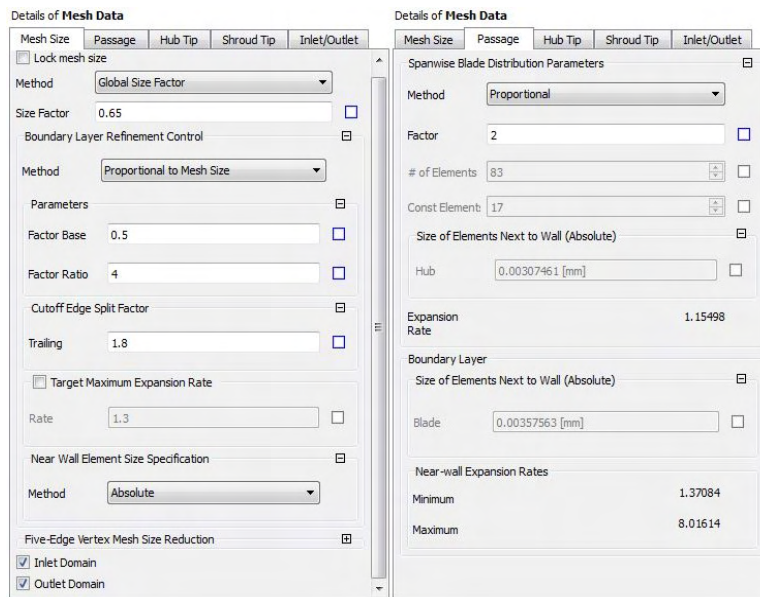 Details of Mesh Data
Mesh Size Passage Hub Tip Shroud Tip Inlet/Outlet
Lock mesh size
Method Global Size Factor
Size Factor 0.65
Boundary Layer Refinement Control
Method Proportional to Mesh Size
Parameters
Factor Base 0.5
Factor Ratio 4
Cutoff Edge Split Factor
Trailing 1.8
Target Maximum Expansion Rate
Rate 1.3
Near Wall Element Size Specification
Method Absolute
Five-Edge Vertex Mesh Size Reduction
Inlet Domain
Outlet Domain
Details of Mesh Data
Mesh Size Passage Hub Tip Shroud Tip Inlet/Outlet
Spanwise Blade Distribution Parameters
Method Proportional
Factor 2
# of Elements 83
Const Element: 17
Size of Elements Next to Wall (Absolute)
Hub 0.00307461 [mm]
Expansion 1.15498
Rate
Boundary Layer
Size of Elements Next to Wall (Absolute)
Blade 0.00357563 [mm]
Near-wall Expansion Rates
Minimum 1.37084
Maximum 8.01614